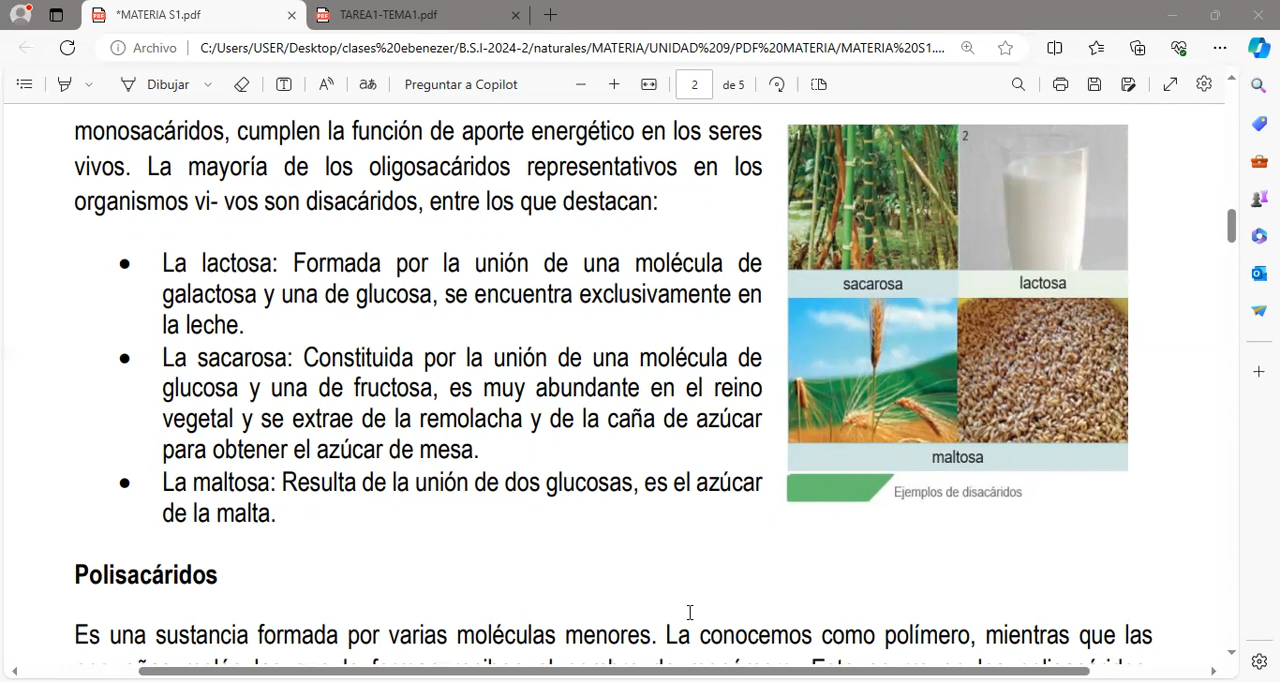 *MATERIA S1.pdf
TAREA1-TEMA1.pdf
Archivo
C:/Users/USER/Desktop/clases%20ebenezer/B.S.I-2024-2/naturales/MATERIA/UNIDAD%209/PDF%20MATERIA/MATERIA%20S1....
Dibujar
aあ
Preguntar a Copilot
2
de 5
monosacáridos, cumplen la función de aporte energético en los seres
vivos. La mayoría de los oligosacáridos representativos en los
organismos vi- vos son disacáridos, entre los que destacan:
• La lactosa: Formada por la unión de una molécula de
galactosa y una de glucosa, se encuentra exclusivamente en
la leche.
• La sacarosa: Constituida por la unión de una molécula de
glucosa y una de fructosa, es muy abundante en el reino
vegetal y se extrae de la remolacha y de la caña de azúcar
para obtener el azúcar de mesa.
• La maltosa: Resulta de la unión de dos glucosas, es el azúcar
de la malta.
2
sacarosa
lactosa
maltosa
Ejemplos de disacáridos
Polisacáridos
Es una sustancia formada por varias moléculas menores. La conocemos como polímero, mientras que las